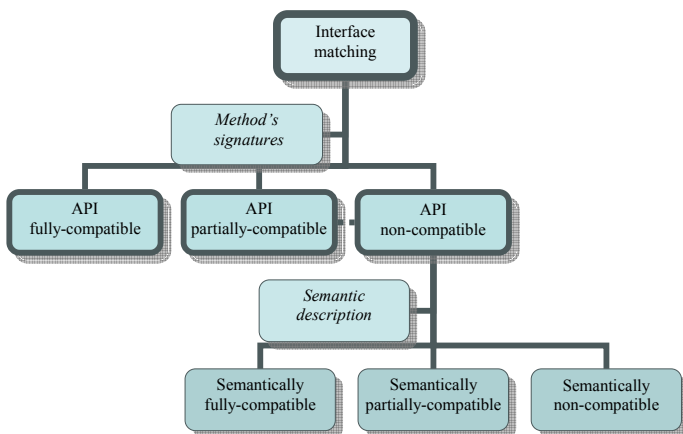 Interface
matching
Method's
signatures
API
fully-compatible
API
partially-compatible
API
non-compatible
Semantic
description
Semantically
fully-compatible
Semantically
partially-compatible
Semantically
non-compatible